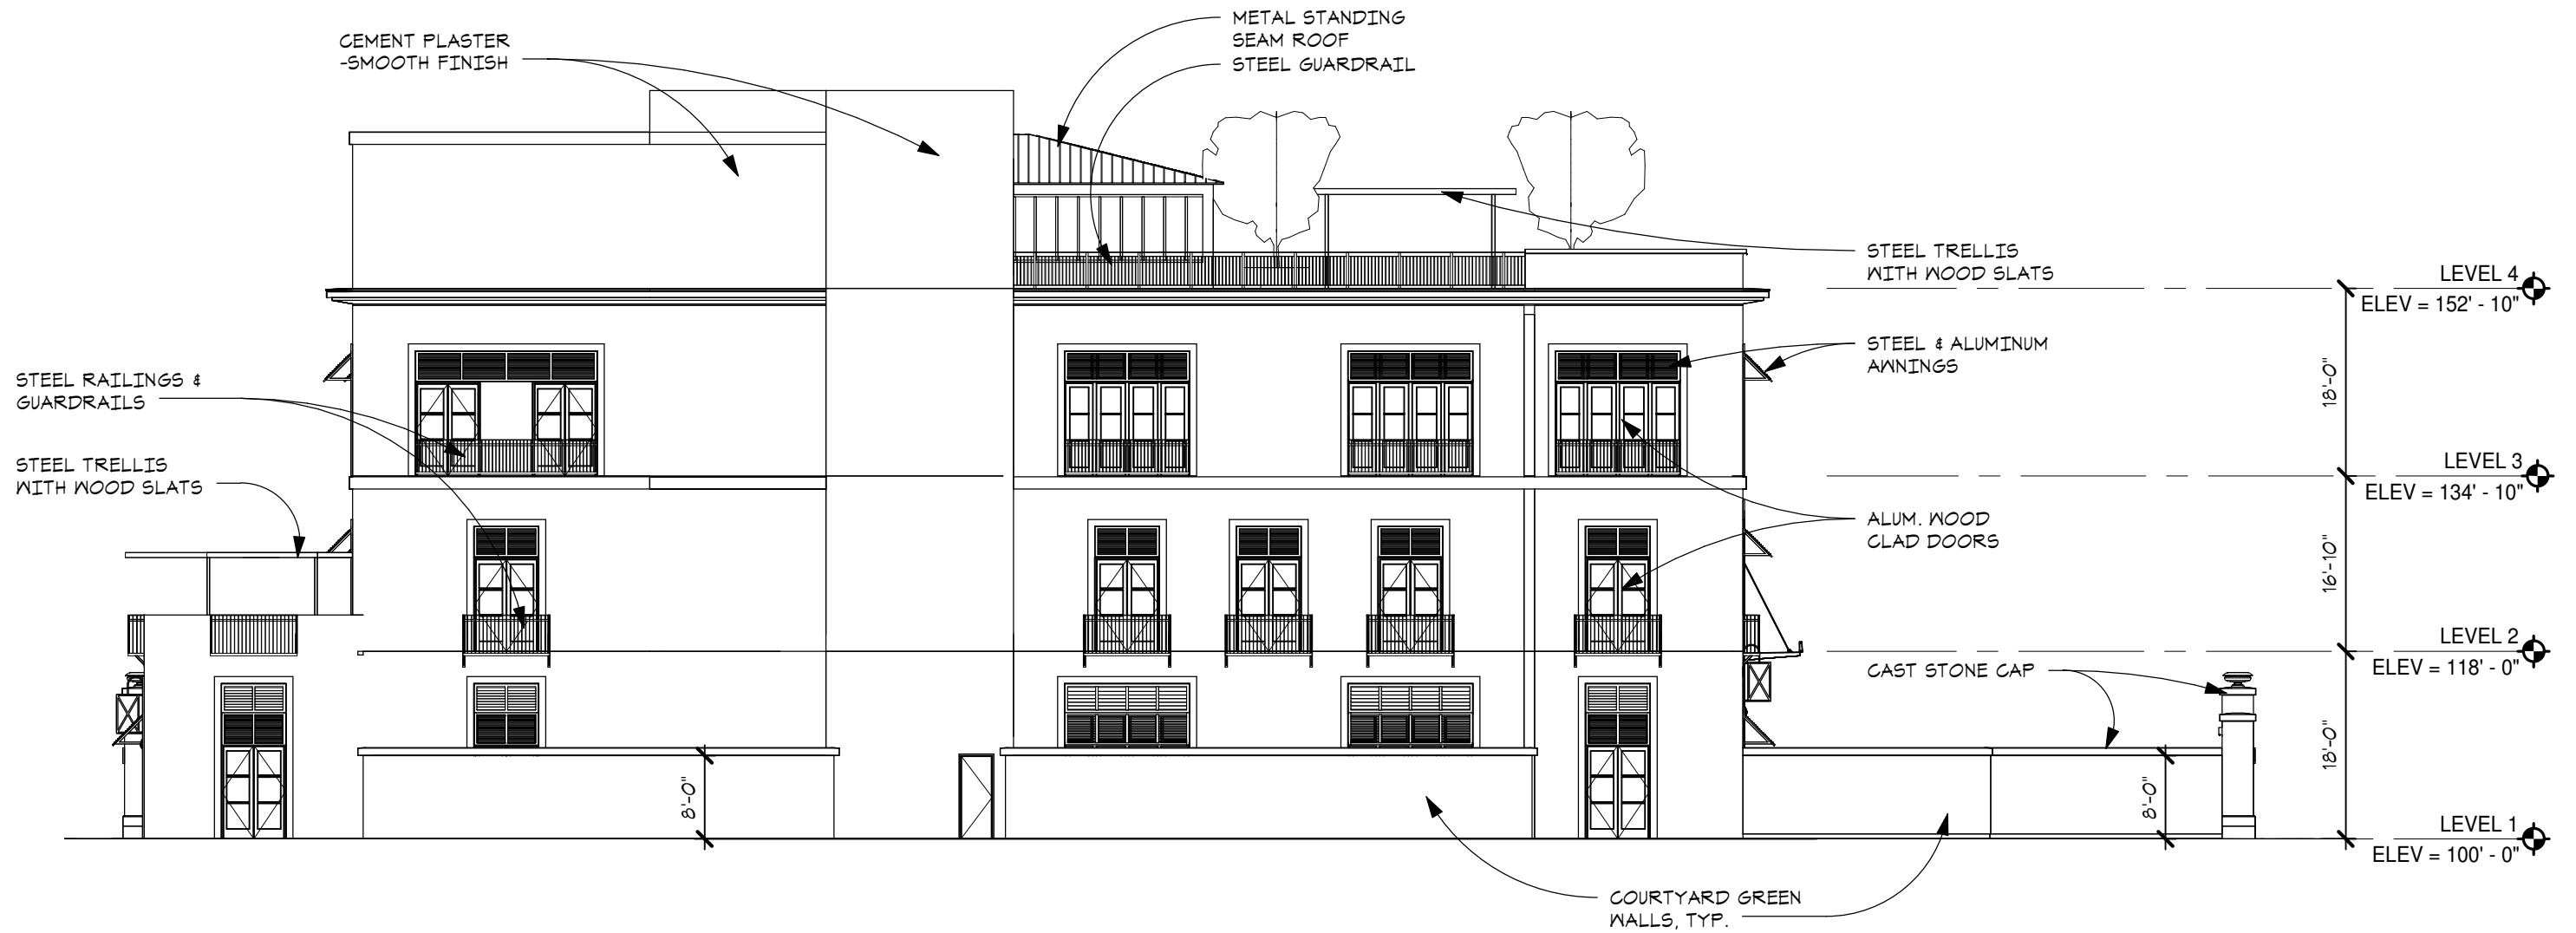 METAL STANDING
SEAM ROOF
STEEL GUARDRAIL
CEMENT PLASTER
-SMOOTH FINISH
STEEL TRELLIS
WITH WOOD SLATS
LEVEL 4
ELEV = 152' - 10"
STEEL & ALUMINUM
AWNINGS
18'-0"
STEEL RAILINGS &
GUARDRAILS
STEEL TRELLIS
WITH WOOD SLATS
LEVEL 3
ELEV = 134' - 10"
ALUM. WOOD
CLAD DOORS
16'-10"
LEVEL 2
ELEV = 118' - 0"
CAST STONE CAP
18'-0"
8'-0"
8'-0"
LEVEL 1
ELEV = 100' - 0"
COURTYARD GREEN
WALLS, TYP.